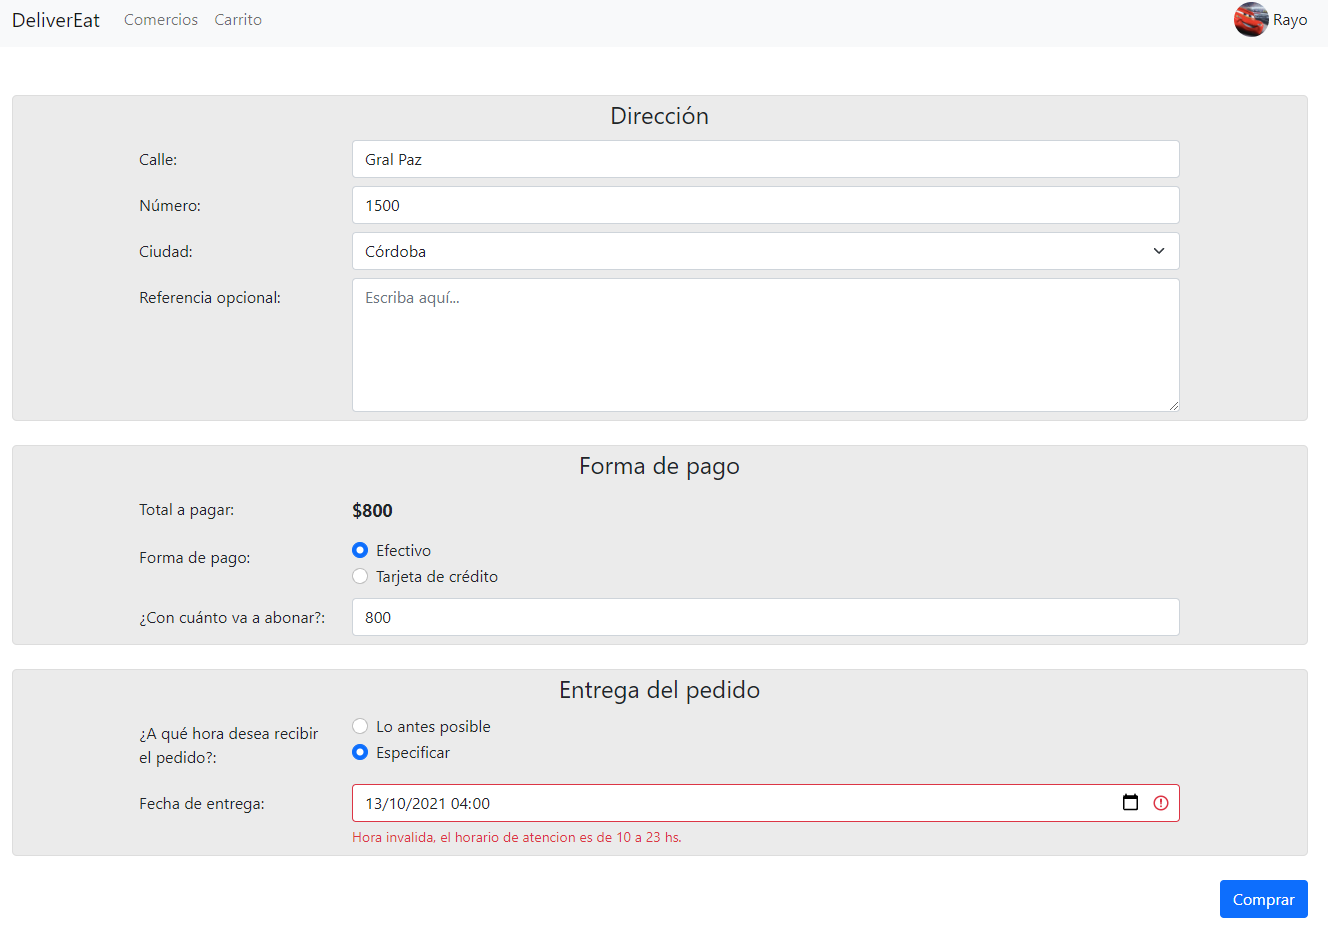 DeliverEat Comercios Carrito Rayo
Dirección
Calle: Gral Paz
Número: 1500
Ciudad: Córdoba
Referencia opcional: Escriba aquí...
Forma de pago
Total a pagar: $800
Forma de pago:
Efectivo
Tarjeta de crédito
¿Con cuánto va a abonar?: 800
Entrega del pedido
¿A qué hora desea recibir
el pedido?:
Lo antes posible
Especificar
Fecha de entrega: 13/10/2021 04:00
Hora invalida, el horario de atencion es de 10 a 23 hs.
Comprar